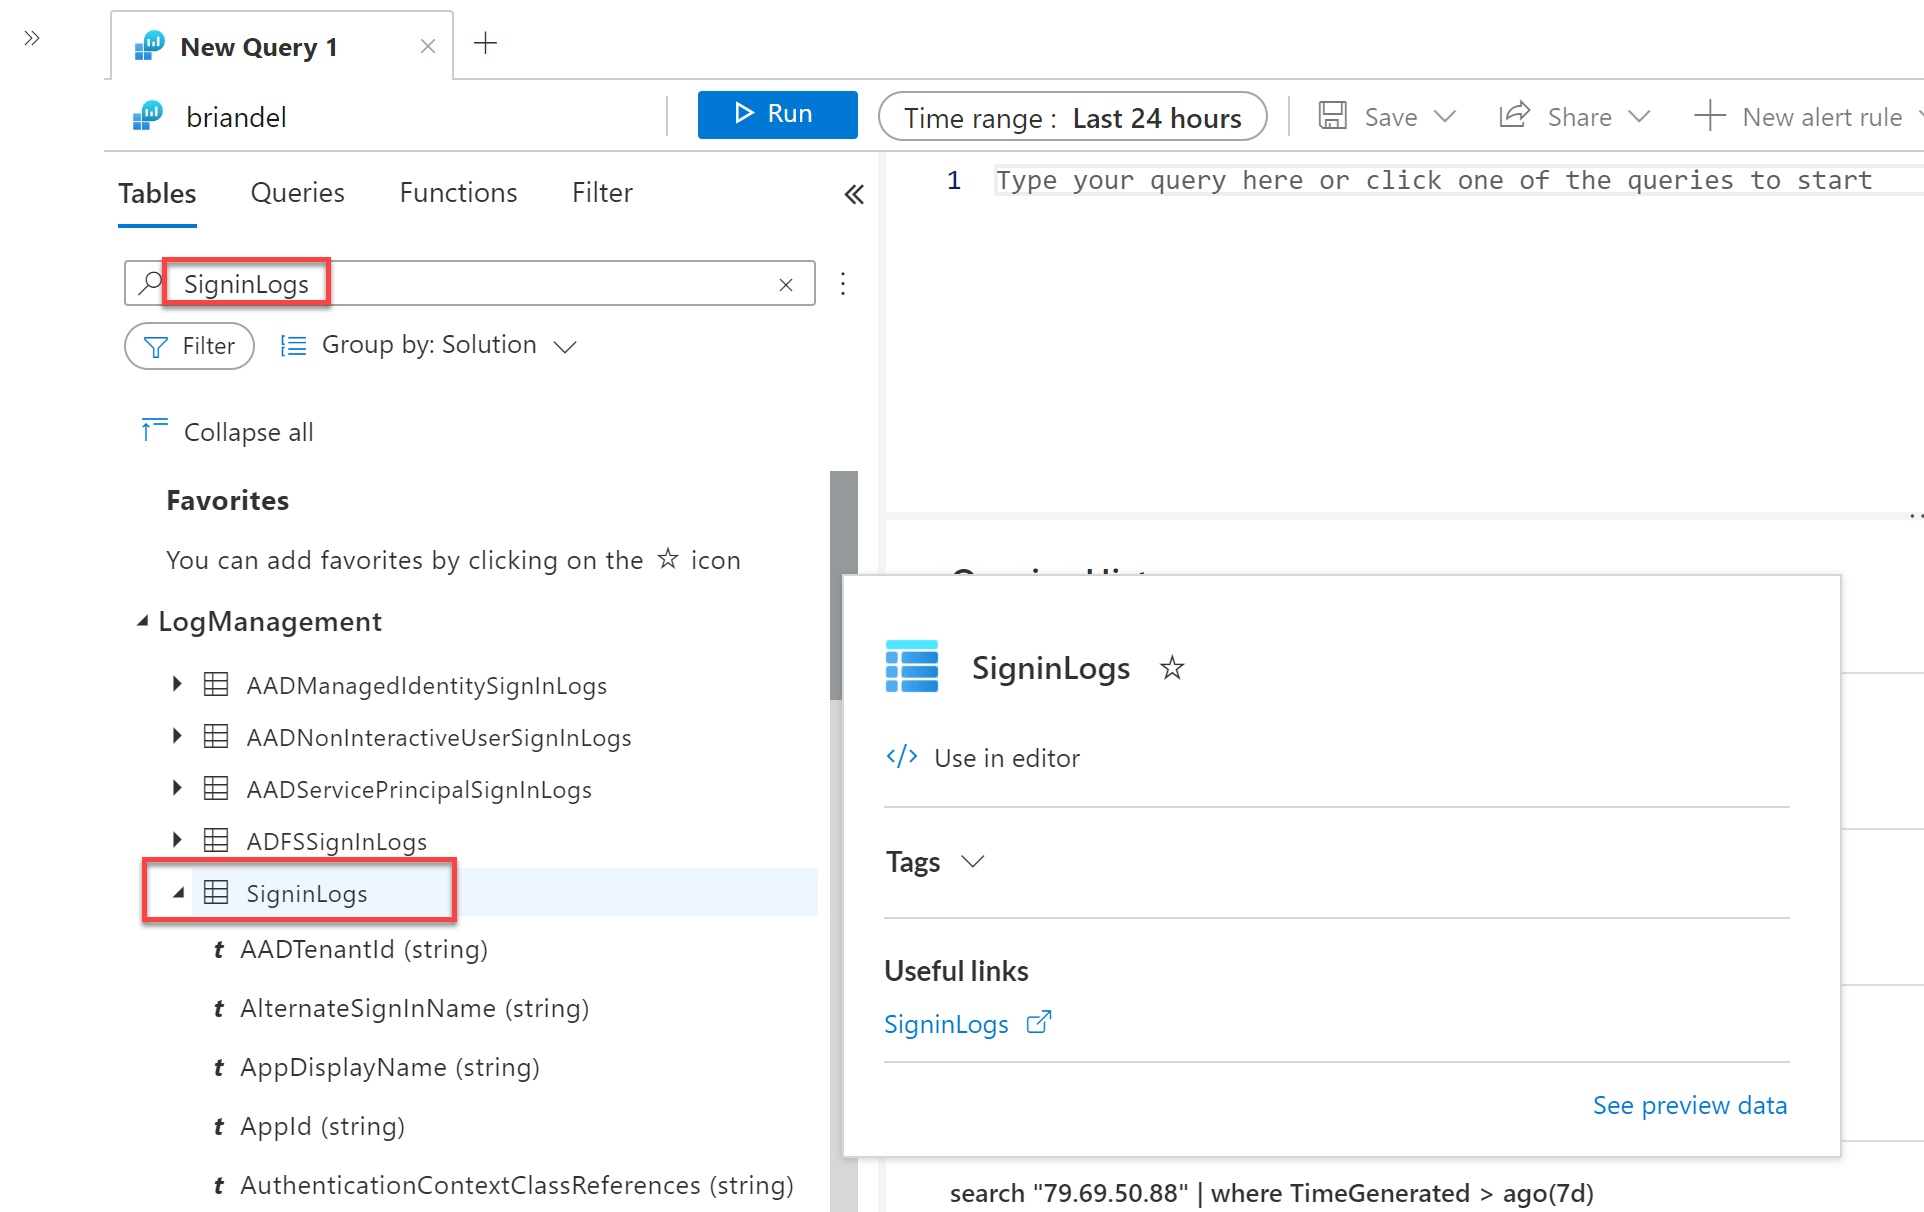 New Query 1
briandel
Run
Time range : Last 24 hours
Save
Share
New alert rule
Tables
Queries
Functions
Filter
1
Type your query here or click one of the queries to start
SigninLogs
Filter
Group by: Solution
Collapse all
Favorites
You can add favorites by clicking on the ☆ icon
LogManagement
AADManagedIdentitySignInLogs
AADNonInteractiveUserSignInLogs
AADServicePrincipalSignInLogs
ADFSSignInLogs
SigninLogs
t AADTenantId (string)
t AlternateSignInName (string)
t AppDisplayName (string)
t AppId (string)
t AuthenticationContextClassReferences (string)
SigninLogs
</> Use in editor
Tags
Useful links
SigninLogs
See preview data
search "79.69.50.88" | where TimeGenerated > ago(7d)